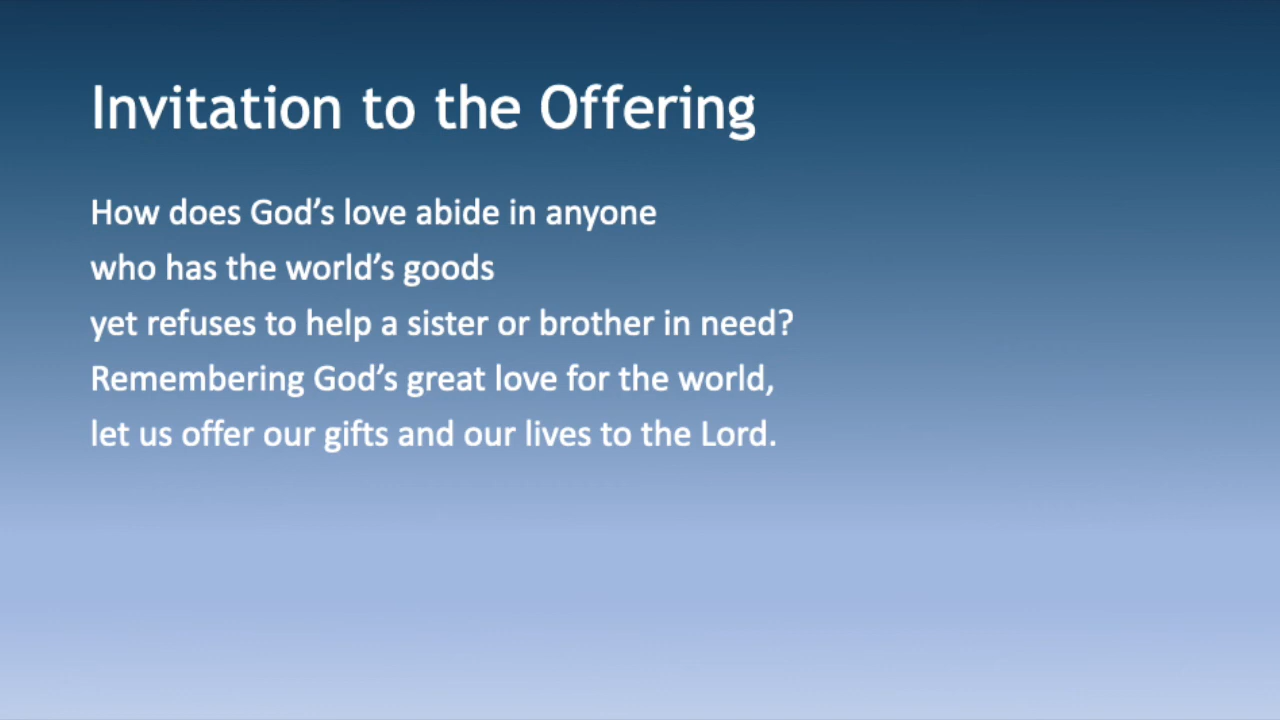 Invitation to the Offering
How does God’s love abide in anyone
who has the world’s goods
yet refuses to help a sister or brother in need?
Remembering God’s great love for the world,
let us offer our gifts and our lives to the Lord.